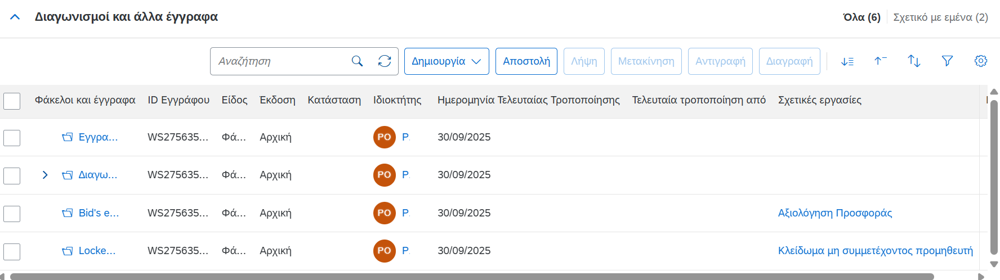 Διαγωνισμοί και άλλα έγγραφα Όλα (6) Σχετικό με εμένα (2)
Αναζήτηση Δημιουργία Αποστολή Λήψη Μετακίνηση Αντιγραφή Διαγραφή
Φάκελοι και έγγραφα ID Εγγράφου Είδος Έκδοση Κατάσταση Ιδιοκτήτης Ημερομηνία Τελευταίας Τροποποίησης Τελευταία τροποποίηση από Σχετικές εργασίες
Εγγρα... WS275635... Φά... Αρχική PO P. 30/09/2025
Διαγω... WS275635... Φά... Αρχική PO P. 30/09/2025
Bid's e... WS275635... Φά... Αρχική PO P. 30/09/2025 Αξιολόγηση Προσφοράς
Locke... WS275635... Φά... Αρχική PO P. 30/09/2025 Κλείδωμα μη συμμετέχοντος προμηθευτή